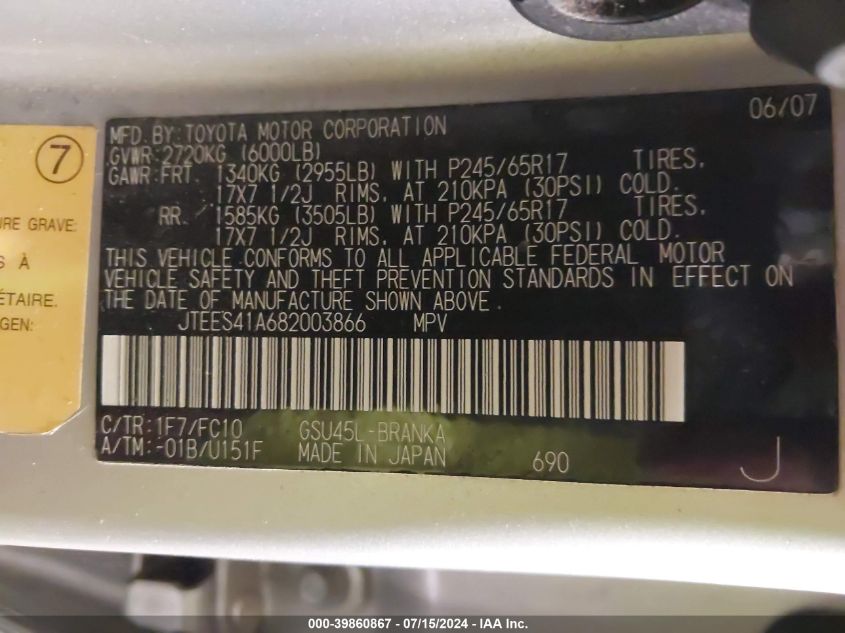 06/07
MFD. BY: TOYOTA MOTOR CORPORATION
GVWR: 2720KG (6000LB)
GAWR: FRT 1340KG (2955LB) WITH P245/65R17 TIRES,
17X7 1/2J RIMS, AT 210KPA (30PSI) COLD.
RR. 1585KG (3505LB) WITH P245/65R17 TIRES,
17X7 1/2J RIMS, AT 210KPA (30PSI) COLD.
THIS VEHICLE CONFORMS TO ALL APPLICABLE FEDERAL MOTOR
VEHICLE SAFETY AND THEFT PREVENTION STANDARDS IN EFFECT ON
THE DATE OF MANUFACTURE SHOWN ABOVE.
JTEES41A682003866 MPV
C/TR: 1F7/FC10 GSU45L-BRANKA
A/TM: -01B/U151F MADE IN JAPAN 690 J
7
URE GRAVE:
S À
ÉTAIRE.
GEN:
000-39860867 - 07/15/2024 - IAA Inc.